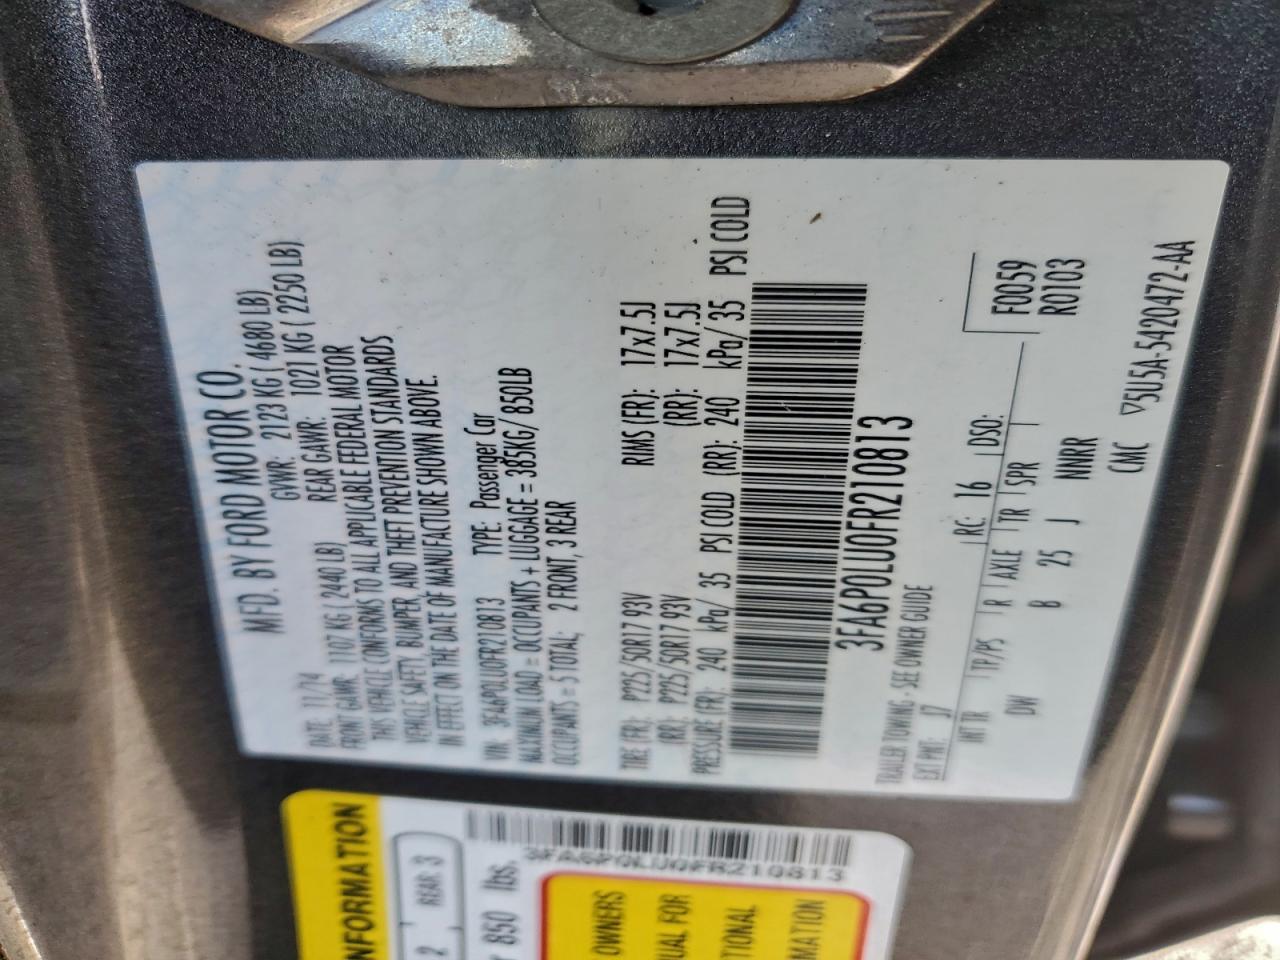 MFD. BY FORD MOTOR CO.
DATE: 11/14 GVWR: 2123 KG ( 4680 LB)
FRONT GAWR: 1107 KG ( 2440 LB) REAR GAWR: 1021 KG ( 2250 LB)
THIS VEHICLE CONFORMS TO ALL APPLICABLE FEDERAL MOTOR
VEHICLE SAFETY, BUMPER, AND THEFT PREVENTION STANDARDS
IN EFFECT ON THE DATE OF MANUFACTURE SHOWN ABOVE.
VIN: 3FA6P0LU0FR210813 TYPE: Passenger Car
MAXIMUM LOAD = OCCUPANTS + LUGGAGE = 385KG/ 850LB
OCCUPANTS = 5 TOTAL; 2 FRONT, 3 REAR
TIRE FR): P225/50R17 93V RIMS (FR): 17x7.5J
(RR): P225/50R17 93V (RR): 17x7.5J
PRESSURE FR): 240 kPa/ 35 PSI COLD (RR): 240 kPa/ 35 PSI COLD
3FA6P0LU0FR210813
TRAILER TOWING - SEE OWNER GUIDE
EXT PNT: J7 RC: 16 DSO:
F0059
R0103
INT TR TP/PS R AXLE TR SPR
DW B 25 J NNRR
CMC
▽5U5A-5420472-AA
INFORMATION
2 REAR 3
850 lbs.
3FA6P0LU0FR210813
OWNERS
UAL FOR
TIONAL
MATION